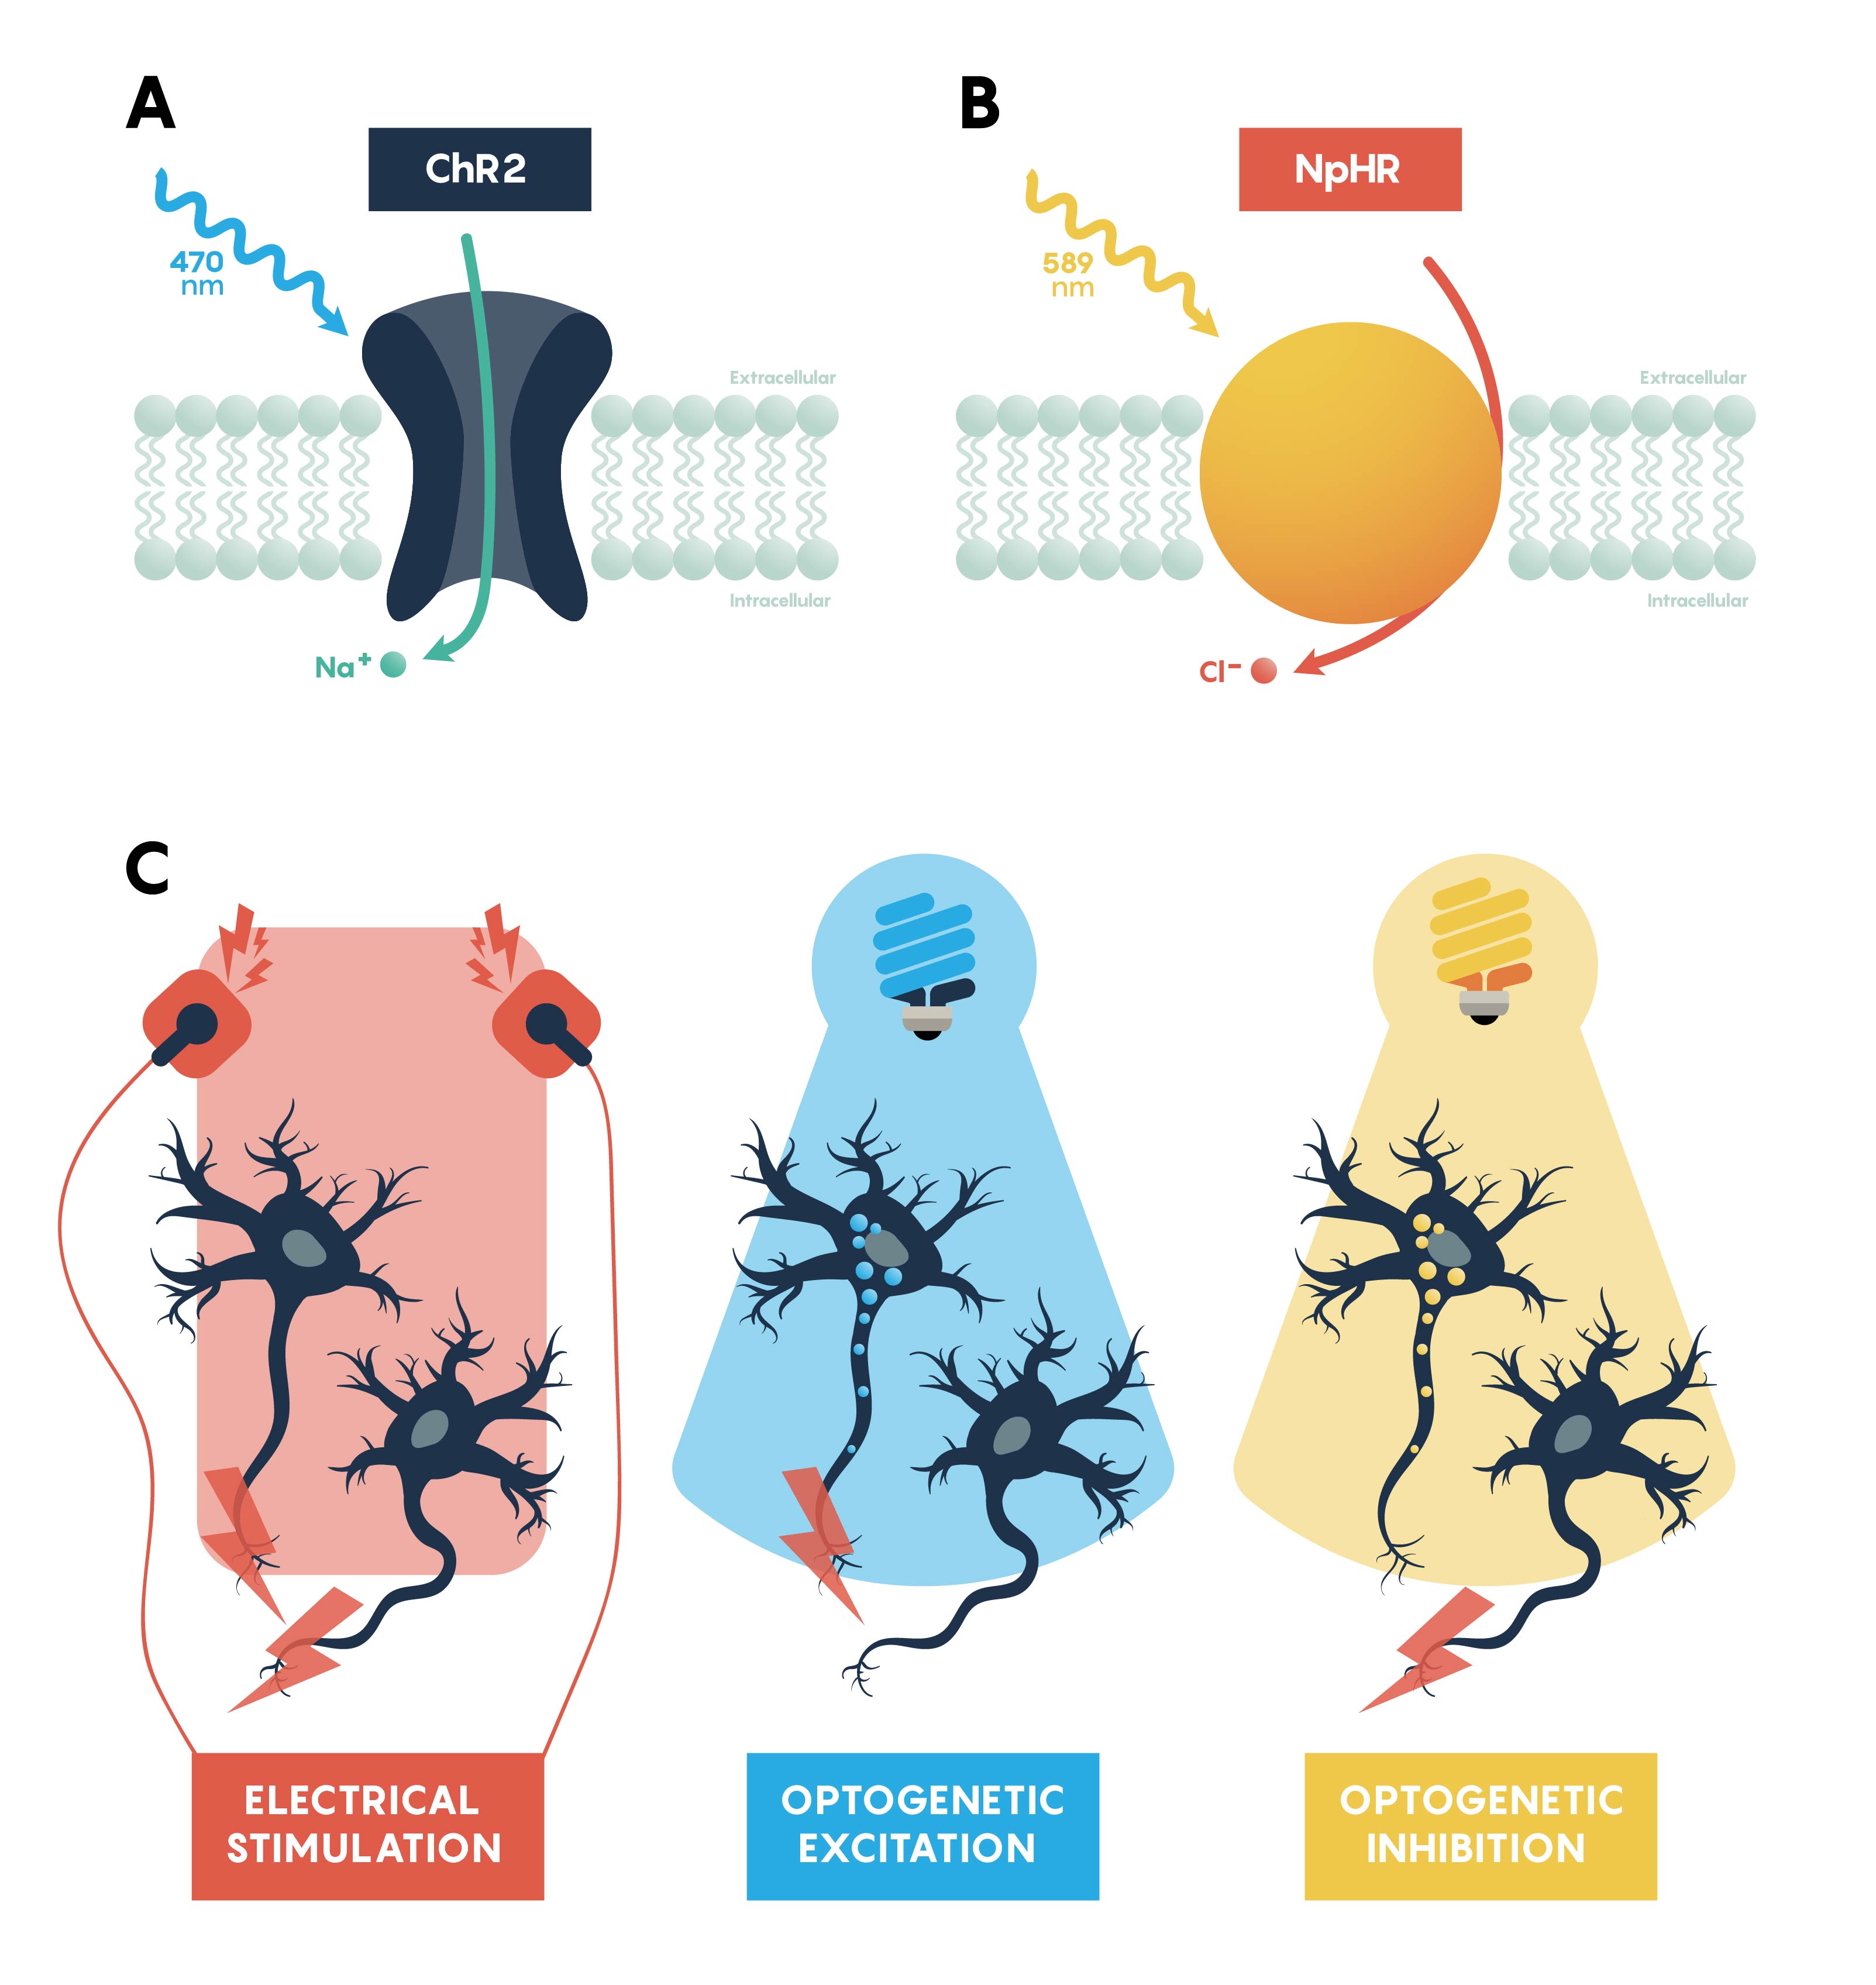 A
ChR2
470
nm
Extracellular
Intracellular
Na⁺
B
NpHR
589
nm
Extracellular
Intracellular
Cl⁻
C
ELECTRICAL
STIMULATION
OPTOGENETIC
EXCITATION
OPTOGENETIC
INHIBITION